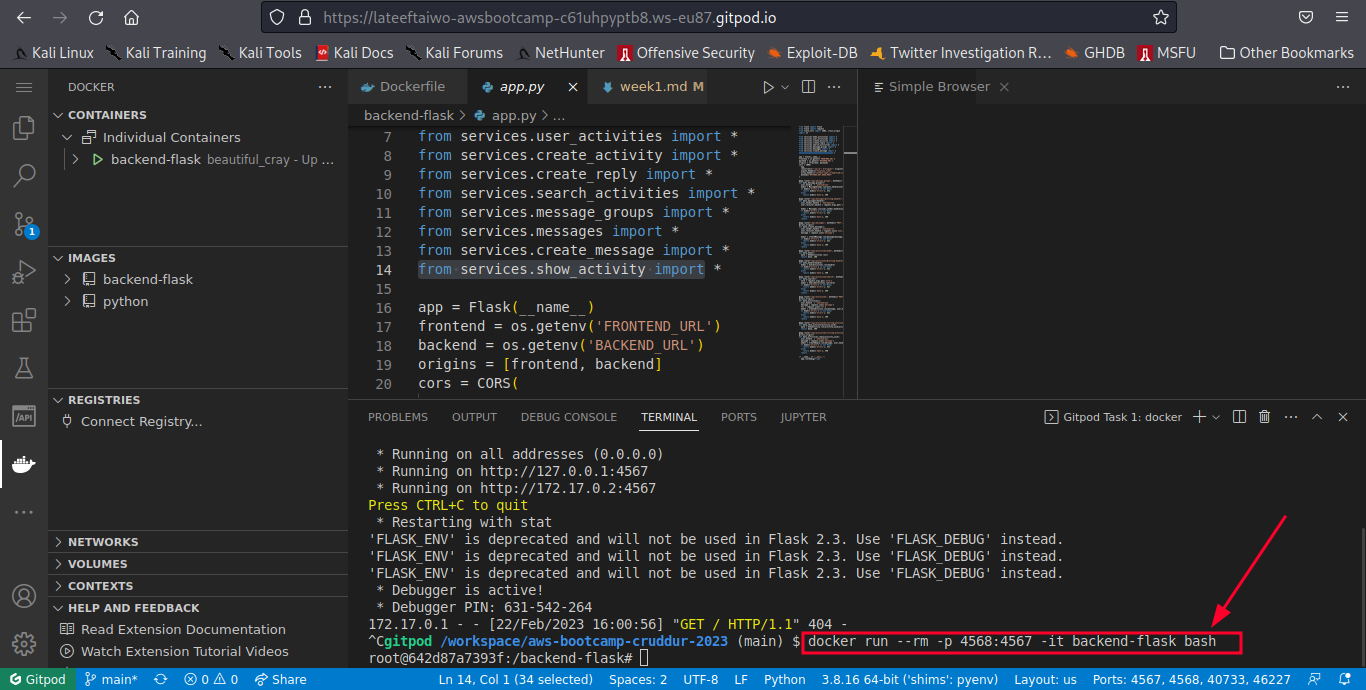 https://lateeftaiwo-awsbootcamp-c61uhpyptb8.ws-eu87.gitpod.io
Kali Linux Kali Training Kali Tools Kali Docs Kali Forums NetHunter Offensive Security Exploit-DB Twitter Investigation R... GHDB MSFU Other Bookmarks
DOCKER ...
CONTAINERS
Individual Containers
backend-flask beautiful_cray - Up ...
IMAGES
backend-flask
python
REGISTRIES
Connect Registry...
NETWORKS
VOLUMES
CONTEXTS
HELP AND FEEDBACK
Read Extension Documentation
Watch Extension Tutorial Videos
1
/API
Dockerfile app.py week1.md M
backend-flask > app.py > ...
7 from services.user_activities import *
8 from services.create_activity import *
9 from services.create_reply import *
10 from services.search_activities import *
11 from services.message_groups import *
12 from services.messages import *
13 from services.create_message import *
14 from services.show_activity import *
15
16 app = Flask(__name__)
17 frontend = os.getenv('FRONTEND_URL')
18 backend = os.getenv('BACKEND_URL')
19 origins = [frontend, backend]
20 cors = CORS(
Simple Browser
PROBLEMS OUTPUT DEBUG CONSOLE TERMINAL PORTS JUPYTER Gitpod Task 1: docker
* Running on all addresses (0.0.0.0)
* Running on http://127.0.0.1:4567
* Running on http://172.17.0.2:4567
Press CTRL+C to quit
* Restarting with stat
'FLASK_ENV' is deprecated and will not be used in Flask 2.3. Use 'FLASK_DEBUG' instead.
'FLASK_ENV' is deprecated and will not be used in Flask 2.3. Use 'FLASK_DEBUG' instead.
'FLASK_ENV' is deprecated and will not be used in Flask 2.3. Use 'FLASK_DEBUG' instead.
* Debugger is active!
* Debugger PIN: 631-542-264
172.17.0.1 - - [22/Feb/2023 16:00:56] "GET / HTTP/1.1" 404 -
^Cgitpod /workspace/aws-bootcamp-cruddur-2023 (main) $ docker run --rm -p 4568:4567 -it backend-flask bash
root@642d87a7393f:/backend-flask#
Gitpod main* 0 0 Share Ln 14, Col 1 (34 selected) Spaces: 2 UTF-8 LF Python 3.8.16 64-bit ('shims': pyenv) Layout: us Ports: 4567, 4568, 40733, 46227